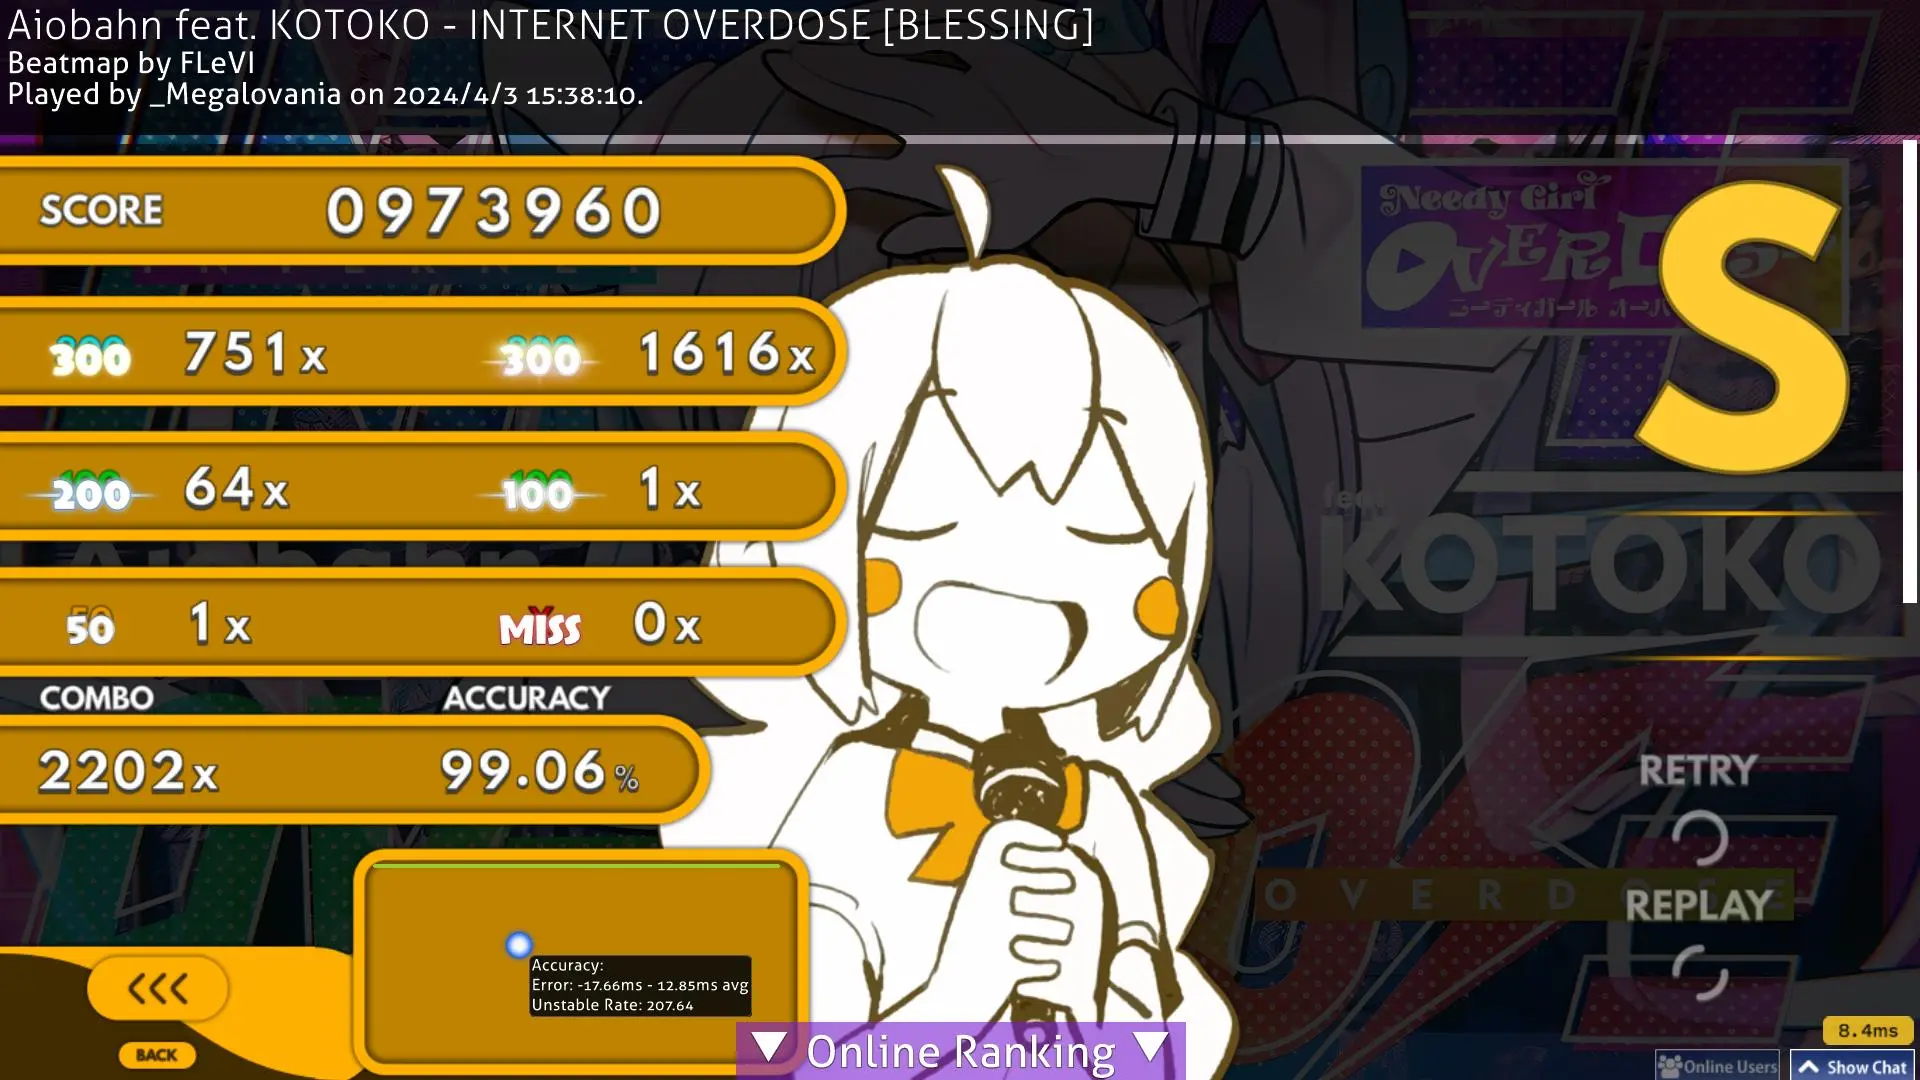 Aiobahn feat. KOTOKO - INTERNET OVERDOSE [BLESSING]
Beatmap by FLeVI
Played by _Megalovania on 2024/4/3 15:38:10.
SCORE 0973960
Needy Girl
300 751x 300 1616x
200 64x 100 1x
S
feat.
KOTOKO
50 1x MISS 0x
COMBO ACCURACY
2202x 99.06%
RETRY
REPLAY
Accuracy:
Error: -17.66ms - 12.85ms avg
Unstable Rate: 207.64
<<<
BACK
▼ Online Ranking ▼
8.4ms
Online Users
Show Chat